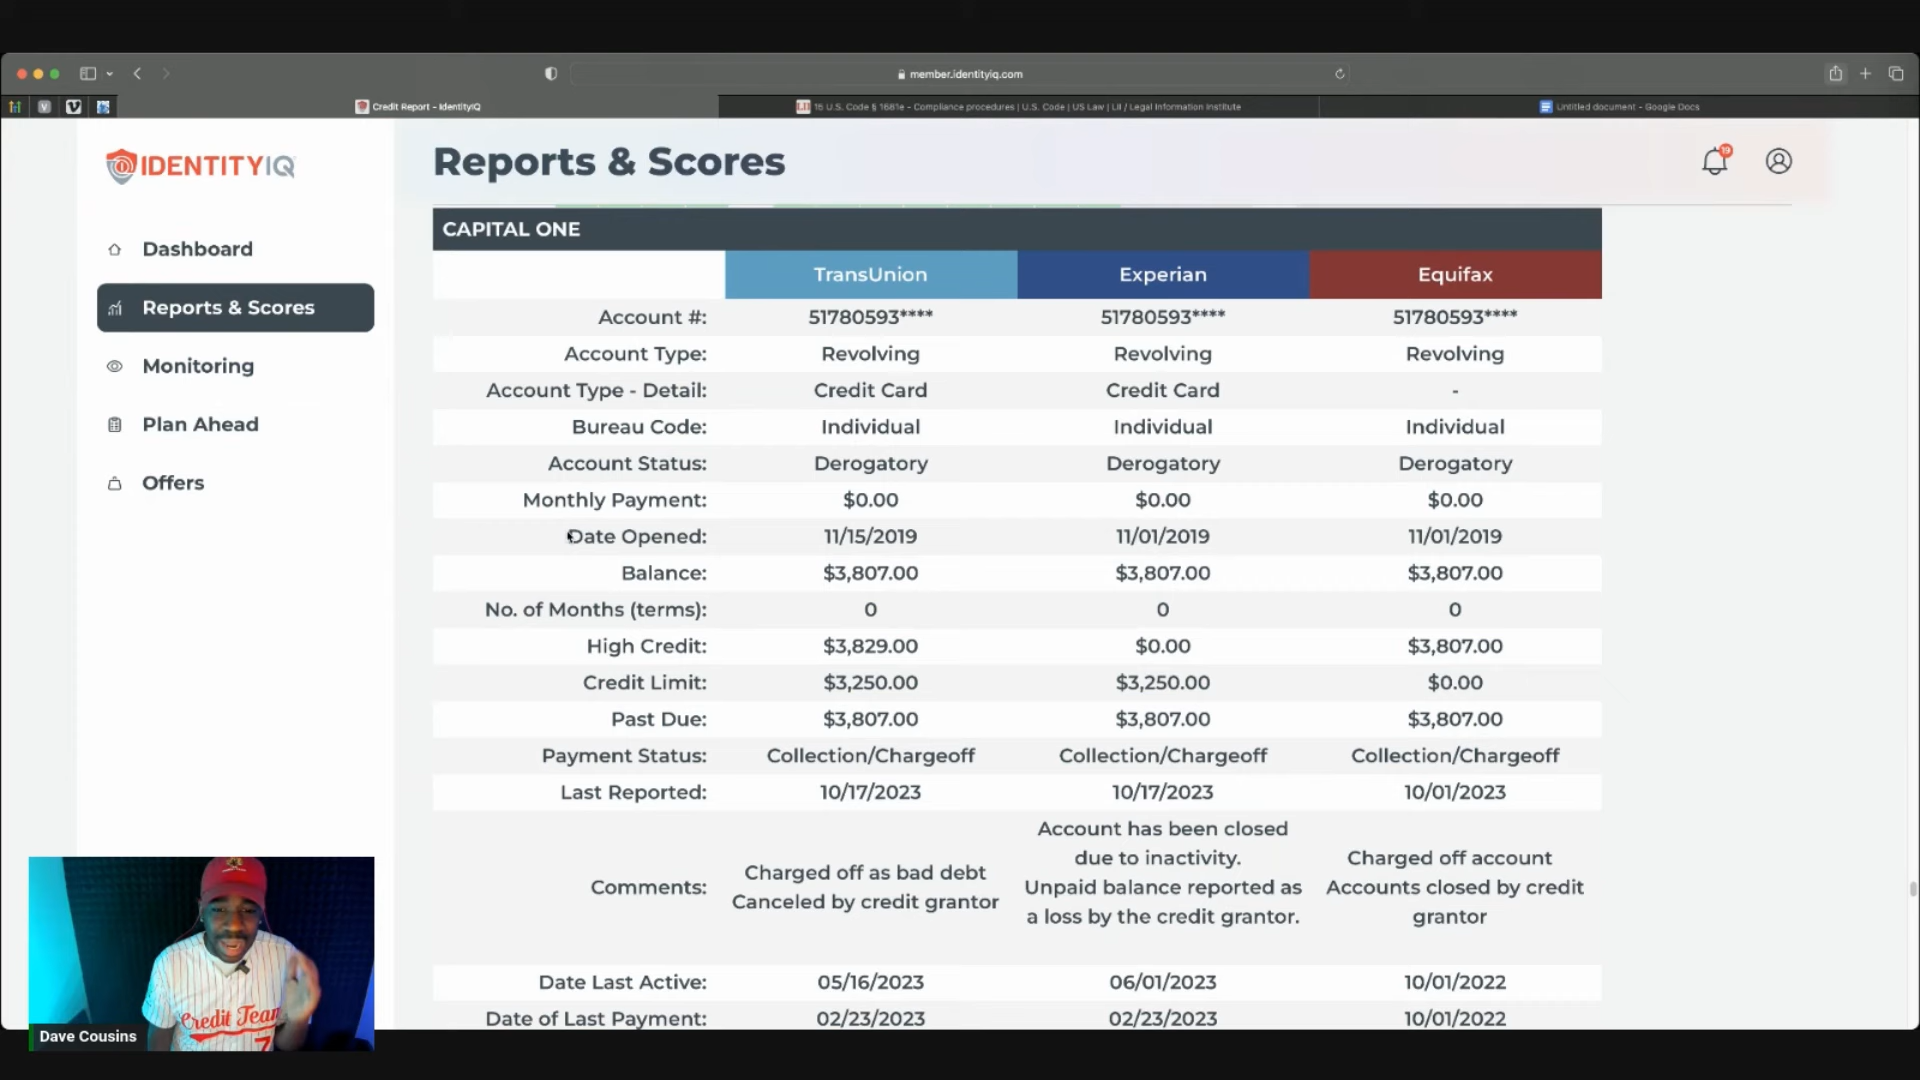 member.identityiq.com
Credit Report - IdentityIQ
LII 15 U.S. Code § 1681e - Compliance procedures | U.S. Code | US Law | LII / Legal Information Institute
Untitled document - Google Docs
IDENTITYIQ
Reports & Scores
19
Dashboard
Reports & Scores
Monitoring
Plan Ahead
Offers
CAPITAL ONE
TransUnion Experian Equifax
Account #: 51780593**** 51780593**** 51780593****
Account Type: Revolving Revolving Revolving
Account Type - Detail: Credit Card Credit Card -
Bureau Code: Individual Individual Individual
Account Status: Derogatory Derogatory Derogatory
Monthly Payment: $0.00 $0.00 $0.00
Date Opened: 11/15/2019 11/01/2019 11/01/2019
Balance: $3,807.00 $3,807.00 $3,807.00
No. of Months (terms): 0 0 0
High Credit: $3,829.00 $0.00 $3,807.00
Credit Limit: $3,250.00 $3,250.00 $0.00
Past Due: $3,807.00 $3,807.00 $3,807.00
Payment Status: Collection/Chargeoff Collection/Chargeoff Collection/Chargeoff
Last Reported: 10/17/2023 10/17/2023 10/01/2023
Comments:
Charged off as bad debt
Canceled by credit grantor
Account has been closed
due to inactivity.
Unpaid balance reported as
a loss by the credit grantor.
Charged off account
Accounts closed by credit
grantor
Date Last Active: 05/16/2023 06/01/2023 10/01/2022
Date of Last Payment: 02/23/2023 02/23/2023 10/01/2022
Credit Team
7
Dave Cousins